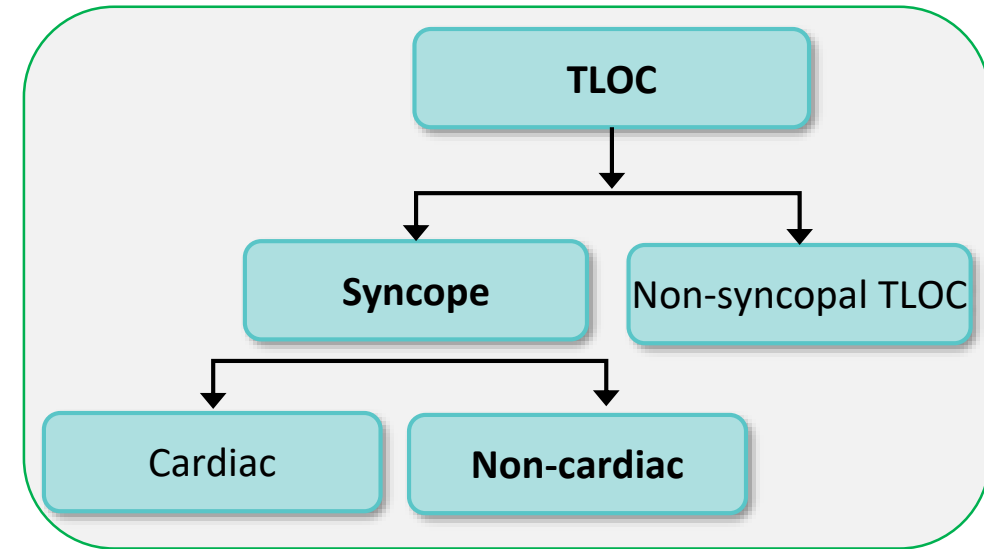 TLOC
Syncope
Non-syncopal TLOC
Cardiac
Non-cardiac